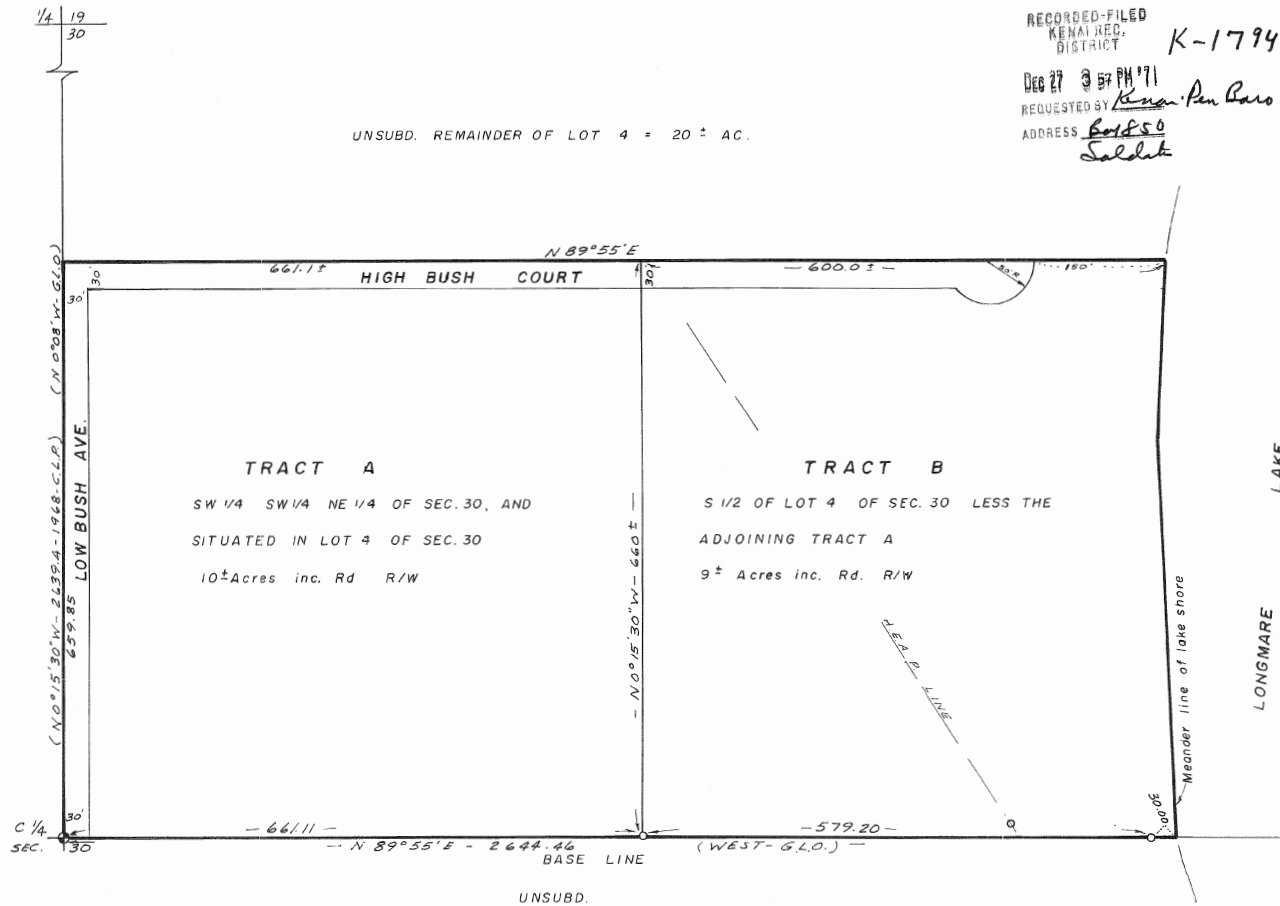 1/4 19
30
RECORDED-FILED
KENAI REC.
DISTRICT
K-1794
DEC 27 3 57 PM '71
REQUESTED BY Kenai Pen Boro
ADDRESS Box 850
Soldotn
UNSUBD. REMAINDER OF LOT 4 = 20 ± AC.
N 89°55'E
661.1±
HIGH BUSH COURT
30'
30'
30'
600.0 ±
50'R
150'
(N 0°08'W - G.L.O)
(N 0°15'30"W - 2639.4 - 1968 - C.L.P.)
LOW BUSH AVE.
659.85
TRACT A
SW 1/4 SW 1/4 NE 1/4 OF SEC. 30, AND
SITUATED IN LOT 4 OF SEC. 30
10± Acres inc. Rd R/W
- N 0°15'30"W - 660 ± -
TRACT B
S 1/2 OF LOT 4 OF SEC. 30 LESS THE
ADJOINING TRACT A
9± Acres inc. Rd. R/W
H.E.A. P. LINE
Meander line of lake shore
LONGMARE LAKE
30.00'
30'
C 1/4
SEC. 30
- 661.11 -
- 579.20 -
- N 89°55'E - 2644.46 (WEST - G.L.O.) -
BASE LINE
UNSUBD.